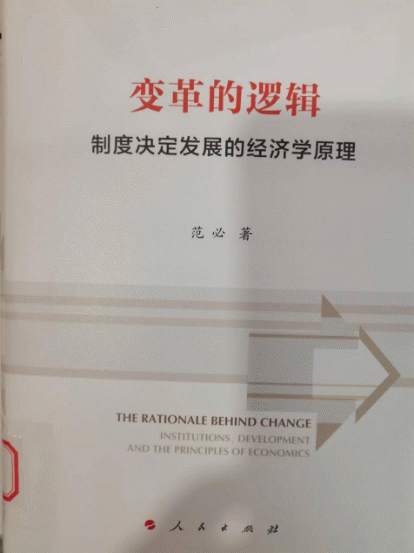 变革的逻辑
制度决定发展的经济学原理
范必 著
THE RATIONALE BEHIND CHANGE
INSTITUTIONS, DEVELOPMENT
AND THE PRINCIPLES OF ECONOMICS
人民出版社